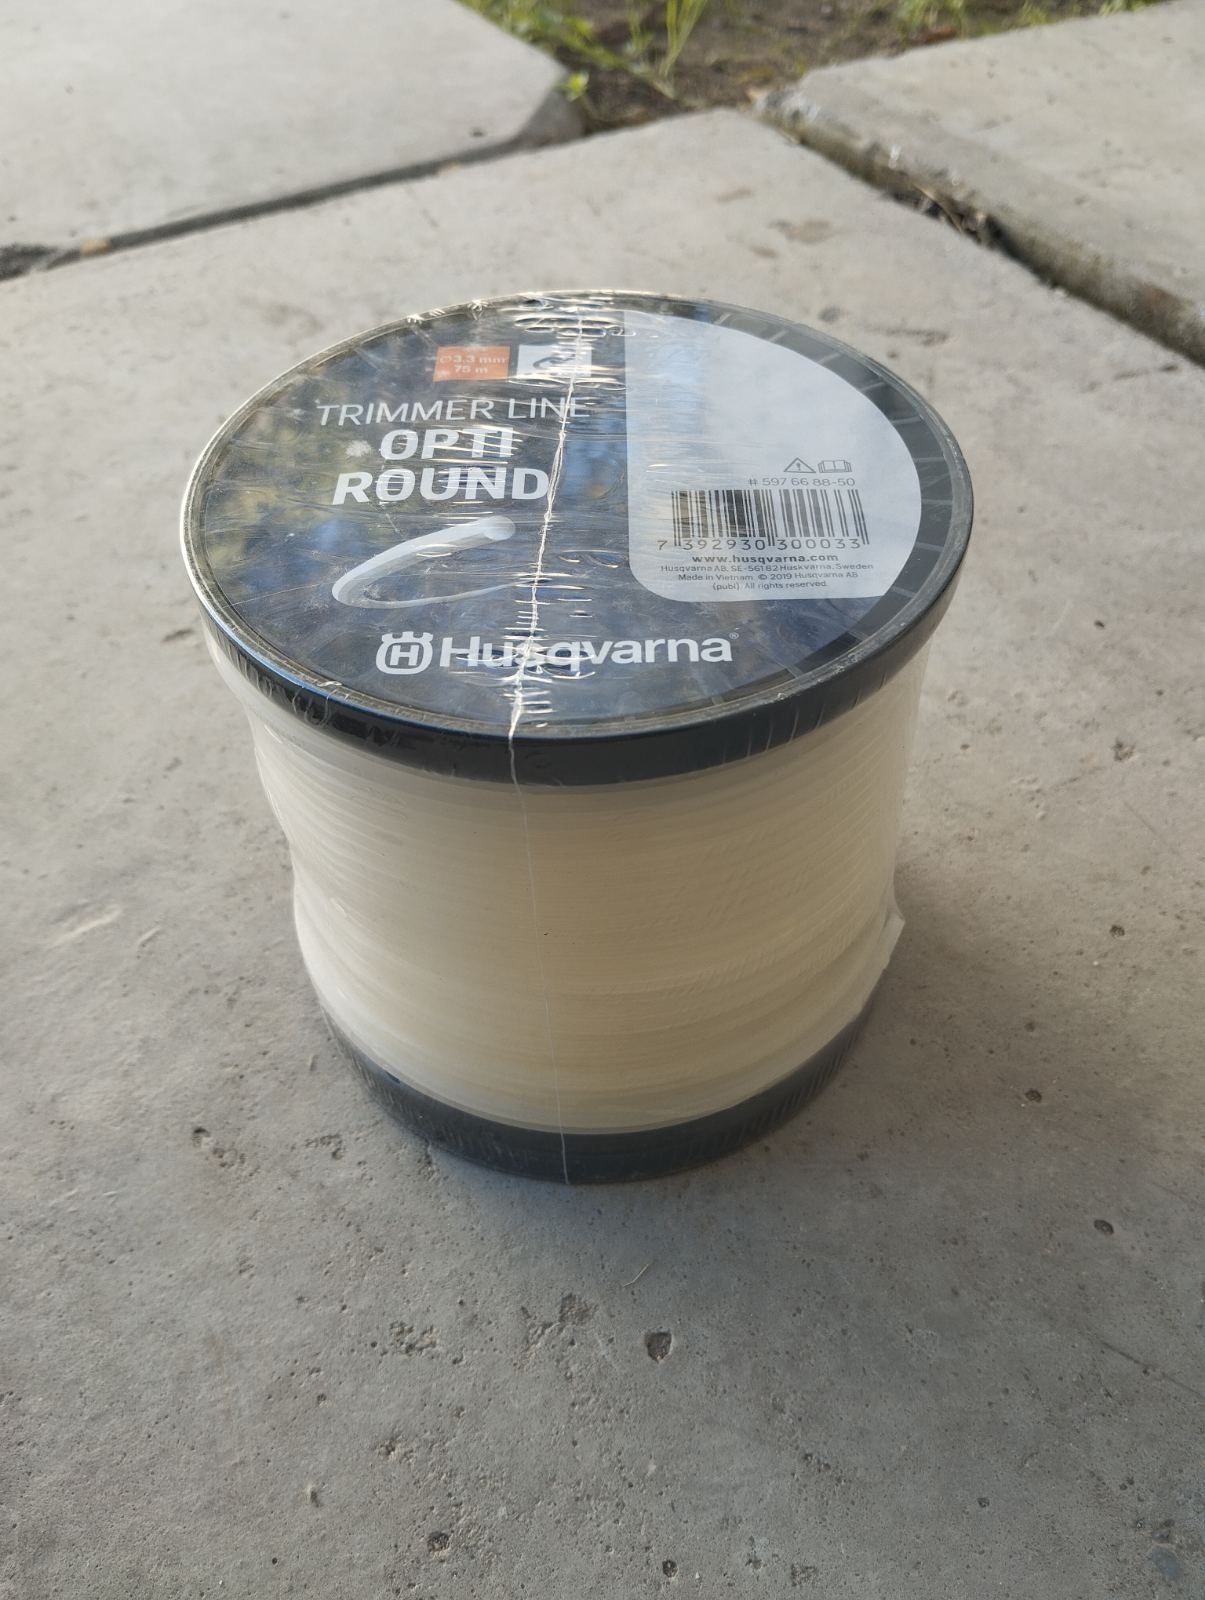 Ø3.3 mm
75 m
TRIMMER LINE
OPTI
ROUND
Husqvarna®
# 597 66 88-50
7 392930 300033
www.husqvarna.com
Husqvarna AB, SE-561 82 Huskvarna, Sweden
Made in Vietnam © 2019 Husqvarna AB
(publ). All rights reserved.